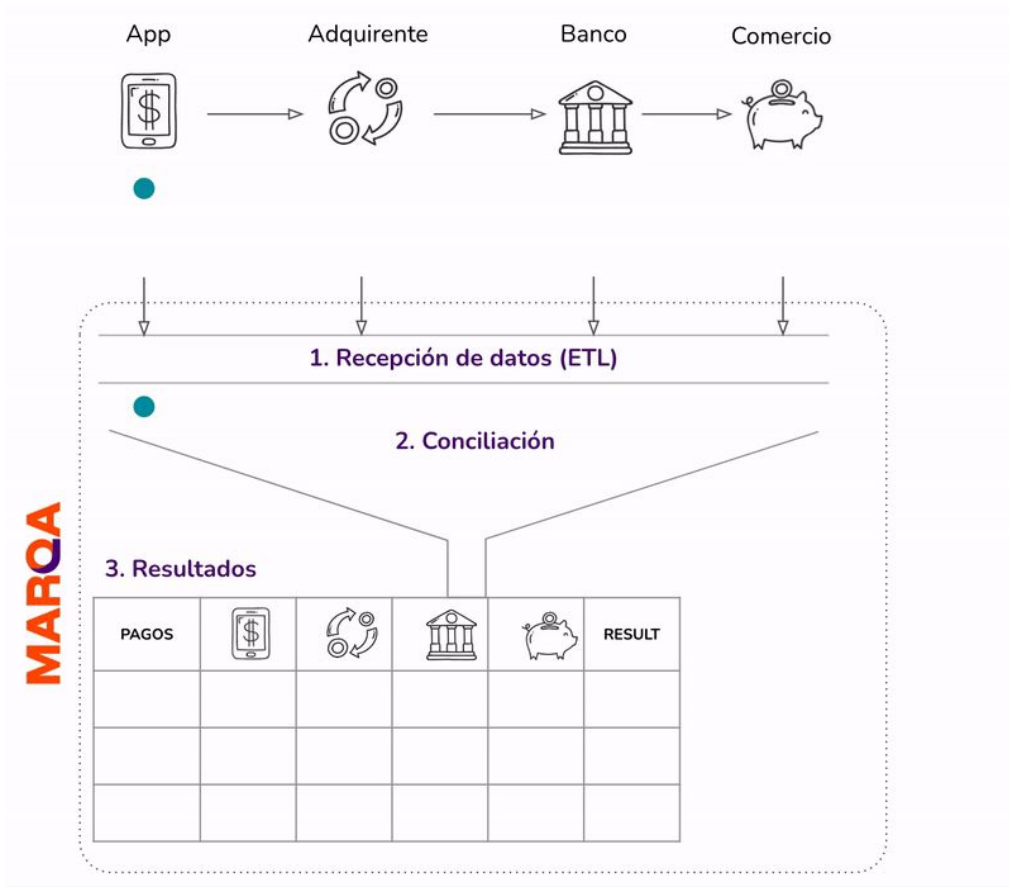 App
Adquirente
Banco
Comercio
1. Recepción de datos (ETL)
2. Conciliación
MARQA
3. Resultados
PAGOS
RESULT